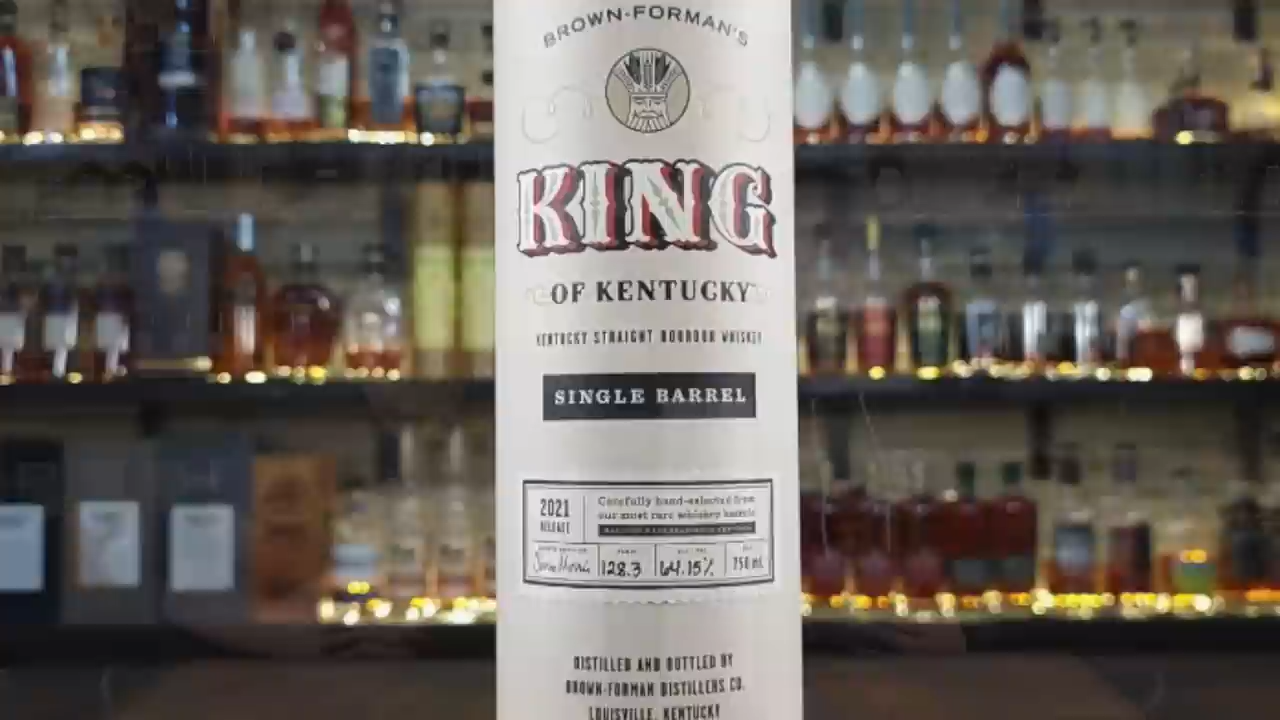 BROWN-FORMAN'S
KING
OF KENTUCKY
KENTUCKY STRAIGHT BOURBON WHISKEY
SINGLE BARREL
2021
RELEASE
Carefully hand-selected from
our most rare whiskey barrels
128.3
64.15%
750 mL
DISTILLED AND BOTTLED BY
BROWN-FORMAN DISTILLERS CO.
LOUISVILLE, KENTUCKY